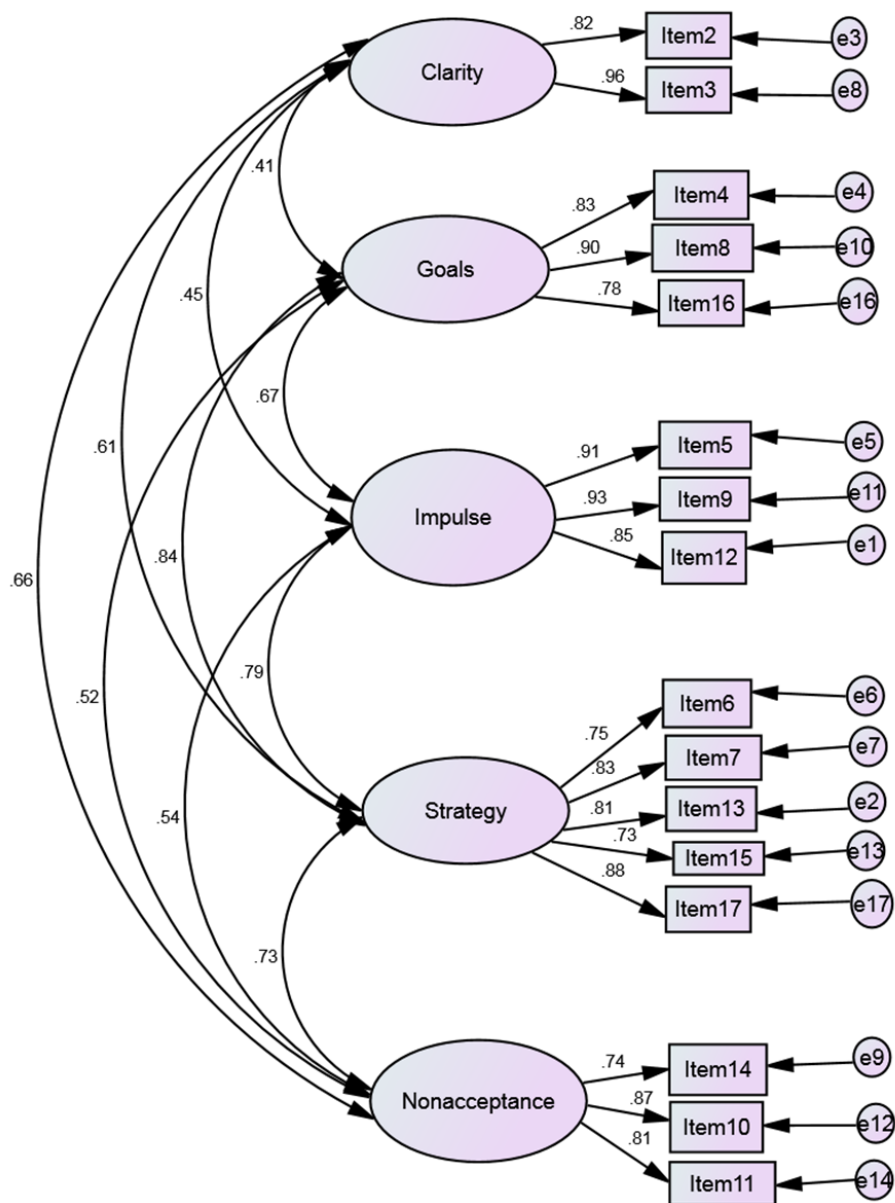 .82
Item2
e3
Clarity
.96
Item3
e8
.41
.83
Item4
e4
.90
Item8
e10
Goals
.78
Item16
e16
.45
.67
.61
.91
Item5
e5
.93
Item9
e11
Impulse
.85
Item12
e1
.84
.66
.79
.52
.75
Item6
e6
.83
Item7
e7
.81
Item13
e2
Strategy
.73
Item15
e13
.88
Item17
e17
.54
.73
.74
Item14
e9
.87
Item10
e12
Nonacceptance
.81
Item11
e14